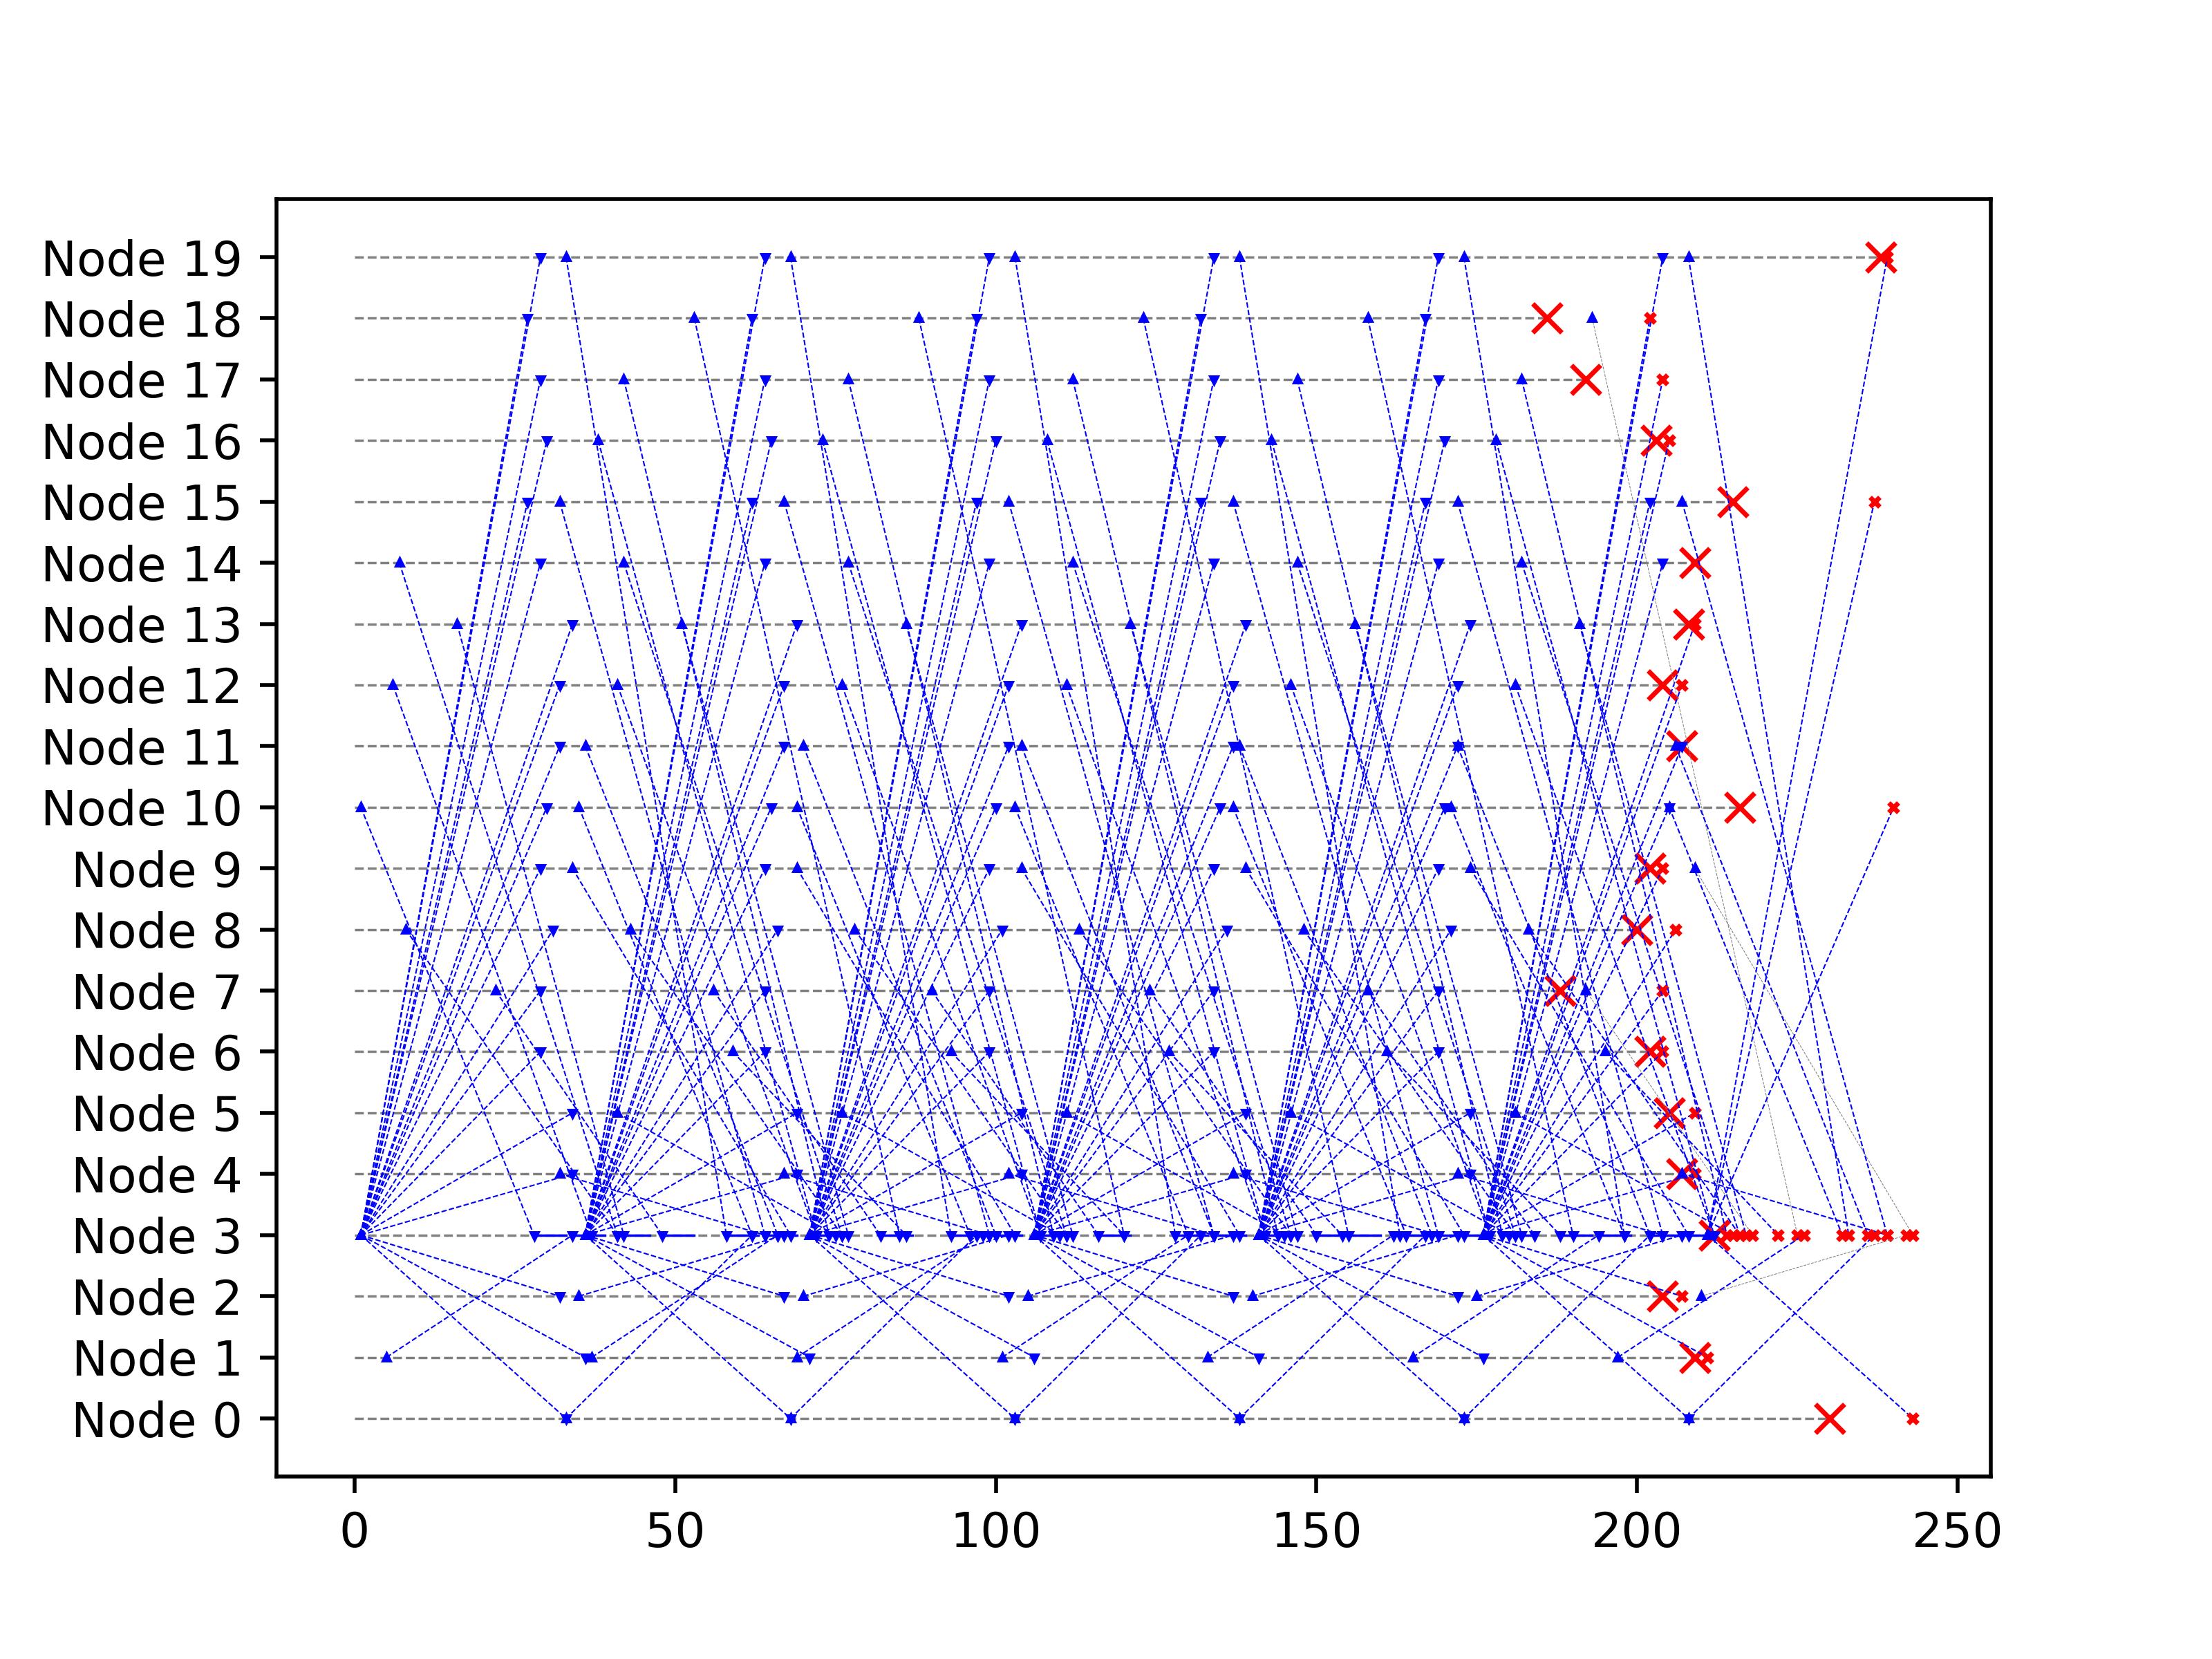 Node 19
Node 18
Node 17
Node 16
Node 15
Node 14
Node 13
Node 12
Node 11
Node 10
Node 9
Node 8
Node 7
Node 6
Node 5
Node 4
Node 3
Node 2
Node 1
Node 0
0 50 100 150 200 250